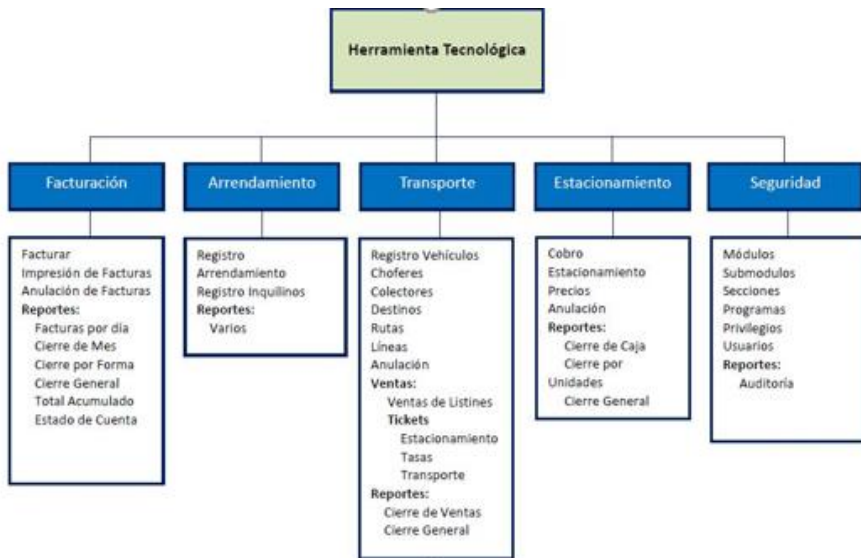 Herramienta Tecnológica
Facturación
Arrendamiento
Transporte
Estacionamiento
Seguridad
Facturar
Impresión de Facturas
Anulación de Facturas
Reportes:
Facturas por día
Cierre de Mes
Cierre por Forma
Cierre General
Total Acumulado
Estado de Cuenta
Registro
Arrendamiento
Registro Inquilinos
Reportes:
Varios
Registro Vehículos
Choferes
Colectores
Destinos
Rutas
Líneas
Anulación
Ventas:
Ventas de Listines
Tickets
Estacionamiento
Tasas
Transporte
Reportes:
Cierre de Ventas
Cierre General
Cobro
Estacionamiento
Precios
Anulación
Reportes:
Cierre de Caja
Cierre por
Unidades
Cierre General
Módulos
Submodulos
Secciones
Programas
Privilegios
Usuarios
Reportes:
Auditoría